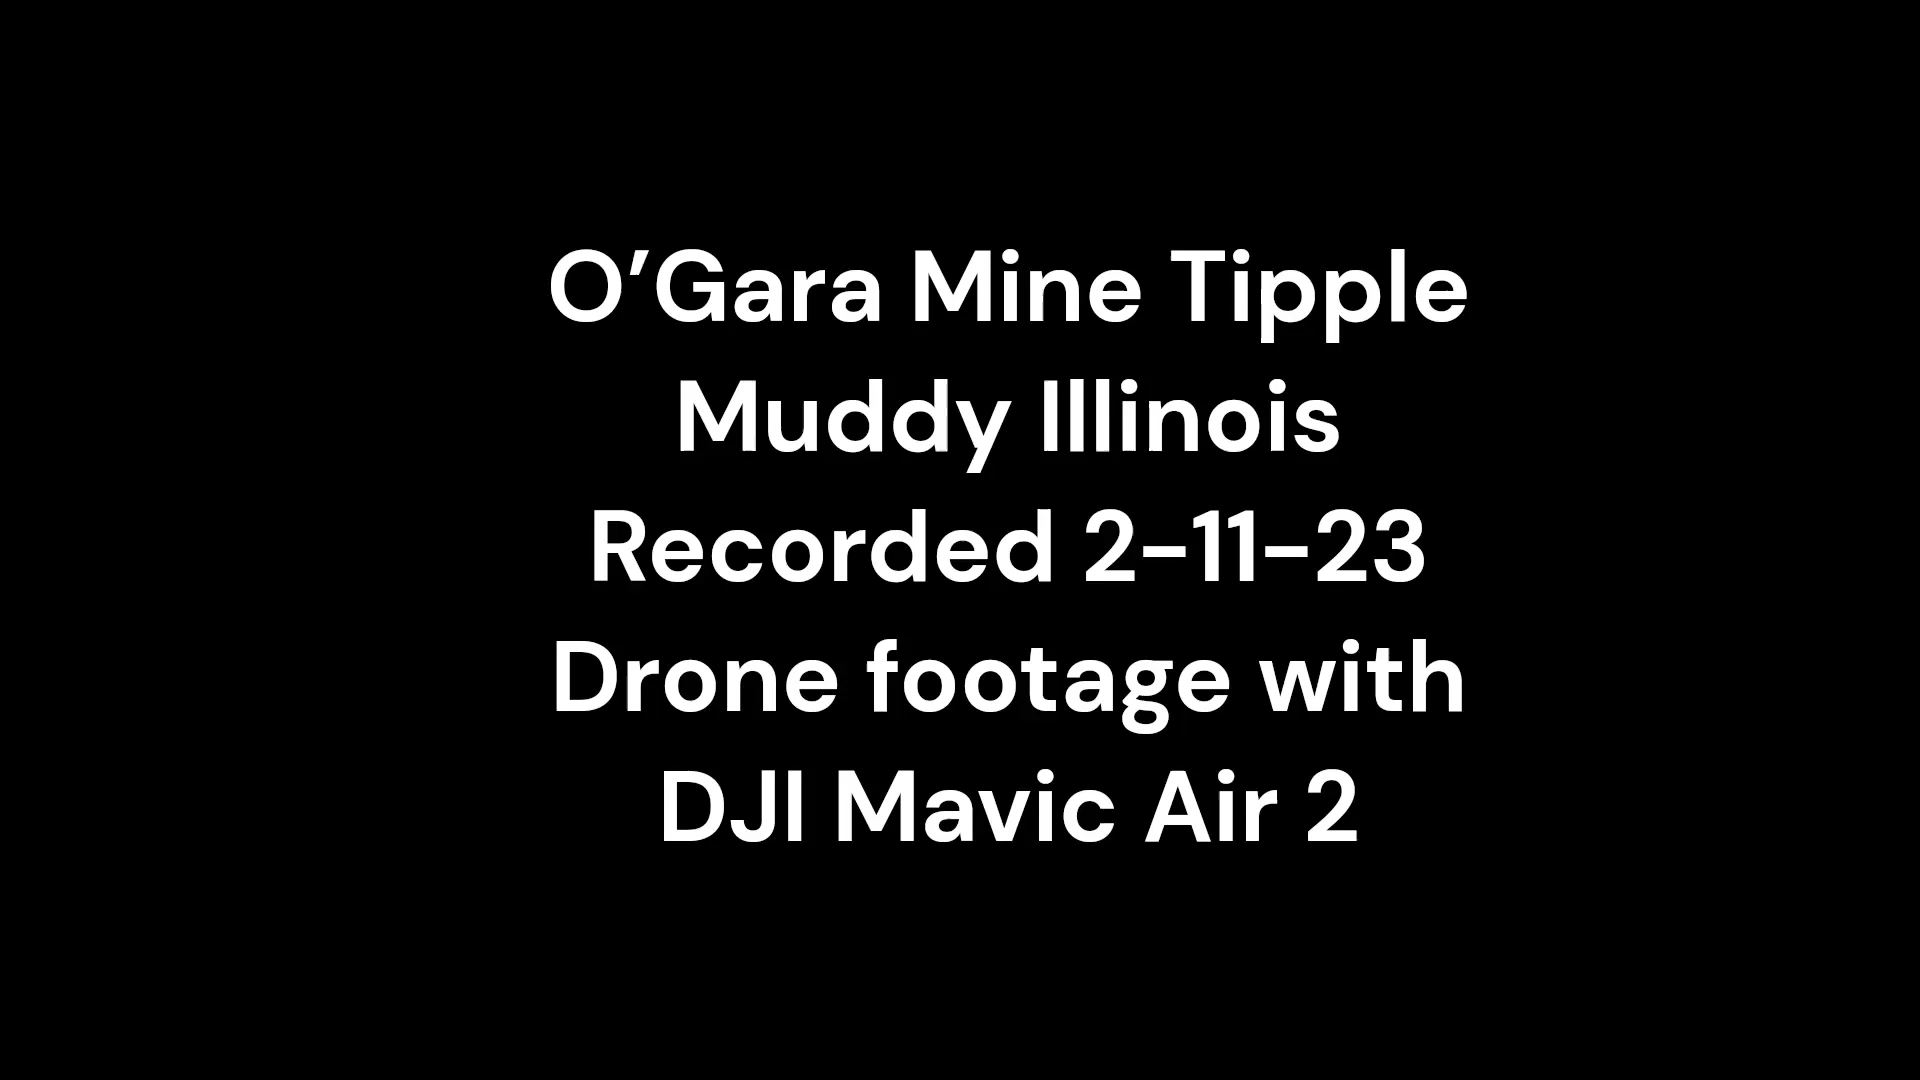 O’Gara Mine Tipple
Muddy Illinois
Recorded 2-11-23
Drone footage with
DJI Mavic Air 2